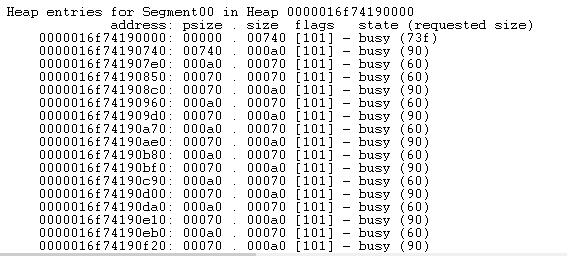 Heap entries for Segment00 in Heap 0000016f74190000
address: psize . size flags state (requested size)
0000016f74190000: 00000 . 00740 [101] - busy (73f)
0000016f74190740: 00740 . 000a0 [101] - busy (90)
0000016f741907e0: 000a0 . 00070 [101] - busy (60)
0000016f74190850: 00070 . 00070 [101] - busy (60)
0000016f741908c0: 00070 . 000a0 [101] - busy (90)
0000016f74190960: 000a0 . 00070 [101] - busy (60)
0000016f741909d0: 00070 . 000a0 [101] - busy (90)
0000016f74190a70: 000a0 . 00070 [101] - busy (60)
0000016f74190ae0: 00070 . 000a0 [101] - busy (90)
0000016f74190b80: 000a0 . 00070 [101] - busy (60)
0000016f74190bf0: 00070 . 000a0 [101] - busy (90)
0000016f74190c90: 000a0 . 00070 [101] - busy (60)
0000016f74190d00: 00070 . 000a0 [101] - busy (90)
0000016f74190da0: 000a0 . 00070 [101] - busy (60)
0000016f74190e10: 00070 . 000a0 [101] - busy (90)
0000016f74190eb0: 000a0 . 00070 [101] - busy (60)
0000016f74190f20: 00070 . 000a0 [101] - busy (90)